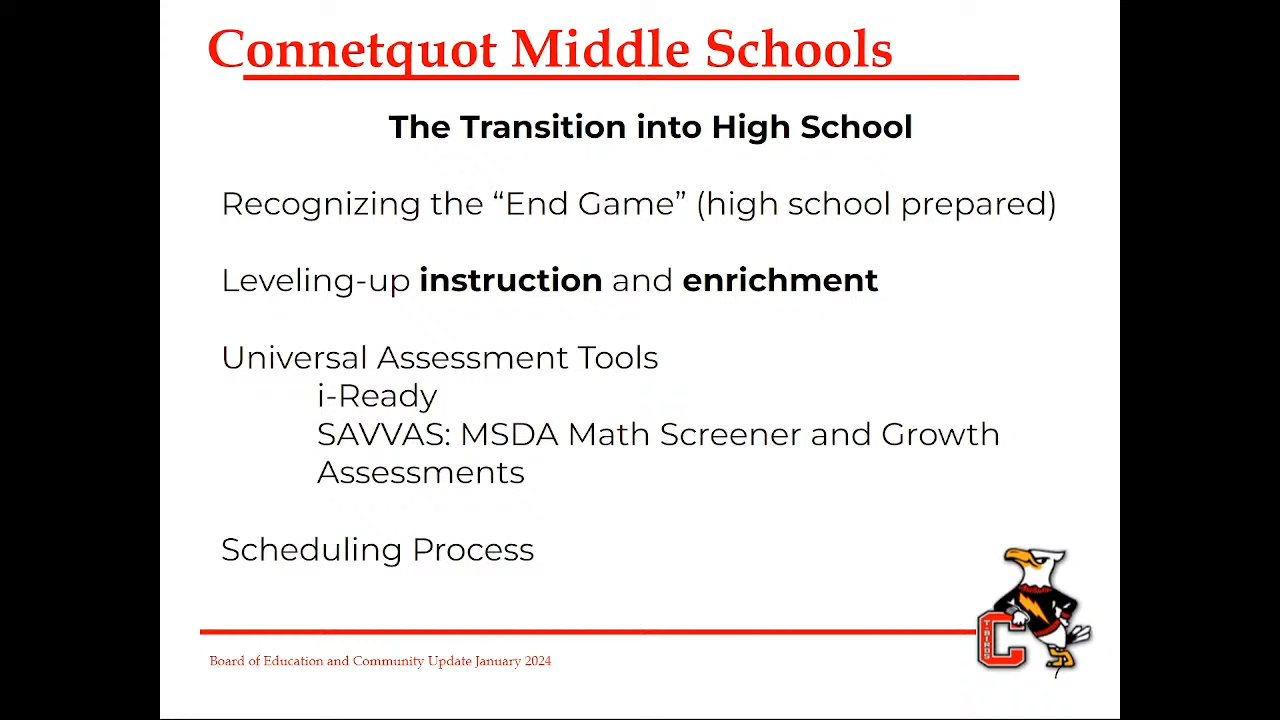 Connetquot Middle Schools
The Transition into High School
Recognizing the “End Game” (high school prepared)
Leveling-up instruction and enrichment
Universal Assessment Tools
i-Ready
SAVVAS: MSDA Math Screener and Growth
Assessments
Scheduling Process
C
T-BIRDS
Board of Education and Community Update January 2024